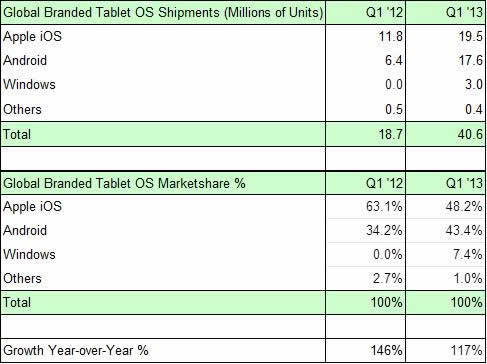 Global Branded Tablet OS Shipments (Millions of Units) Q1 '12 Q1 '13
Apple iOS 11.8 19.5
Android 6.4 17.6
Windows 0.0 3.0
Others 0.5 0.4
Total 18.7 40.6
Global Branded Tablet OS Marketshare % Q1 '12 Q1 '13
Apple iOS 63.1% 48.2%
Android 34.2% 43.4%
Windows 0.0% 7.4%
Others 2.7% 1.0%
Total 100% 100%
Growth Year-over-Year % 146% 117%